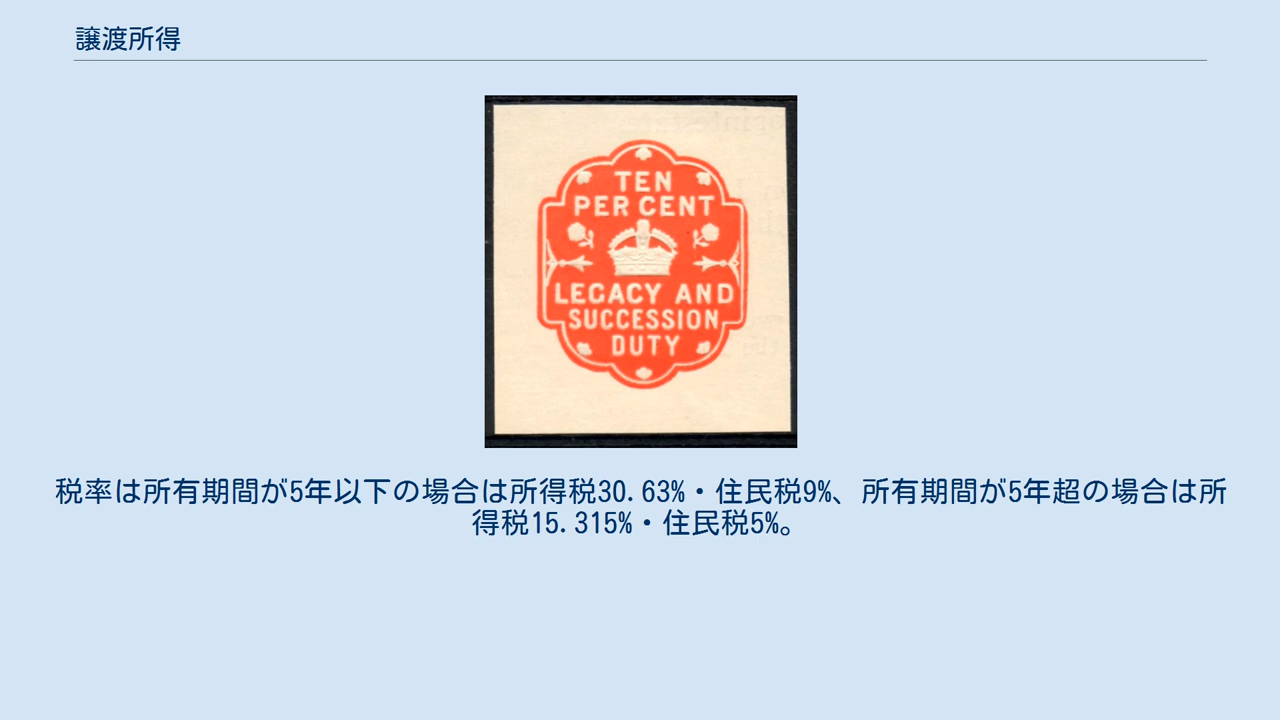 譲渡所得
TEN
PER CENT
LEGACY AND
SUCCESSION
DUTY
税率は所有期間が5年以下の場合は所得税30.63%・住民税9%、所有期間が5年超の場合は所
得税15.315%・住民税5%。